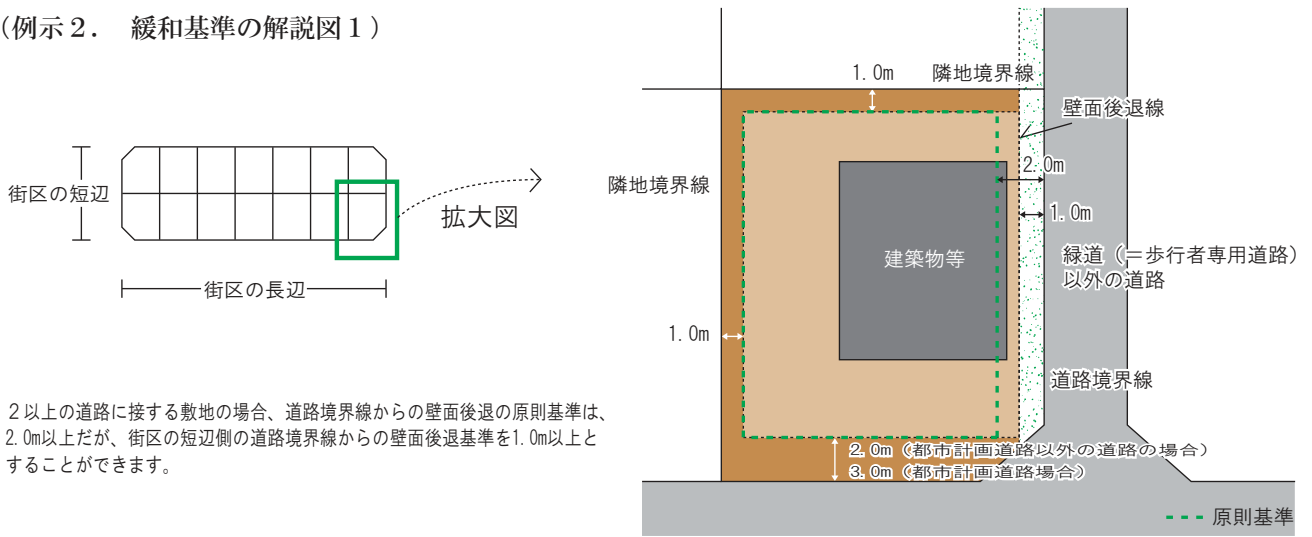 (例示２． 緩和基準の解説図１)
街区の短辺
拡大図
街区の長辺
２以上の道路に接する敷地の場合、道路境界線からの壁面後退の原則基準は、
2.0m以上だが、街区の短辺側の道路境界線からの壁面後退基準を1.0m以上と
することができます。
1.0m 隣地境界線
壁面後退線
2.0m
隣地境界線
1.0m
建築物等
緑道（＝歩行者専用道路）
以外の道路
1.0m
道路境界線
2.0m（都市計画道路以外の道路の場合）
3.0m（都市計画道路場合）
原則基準